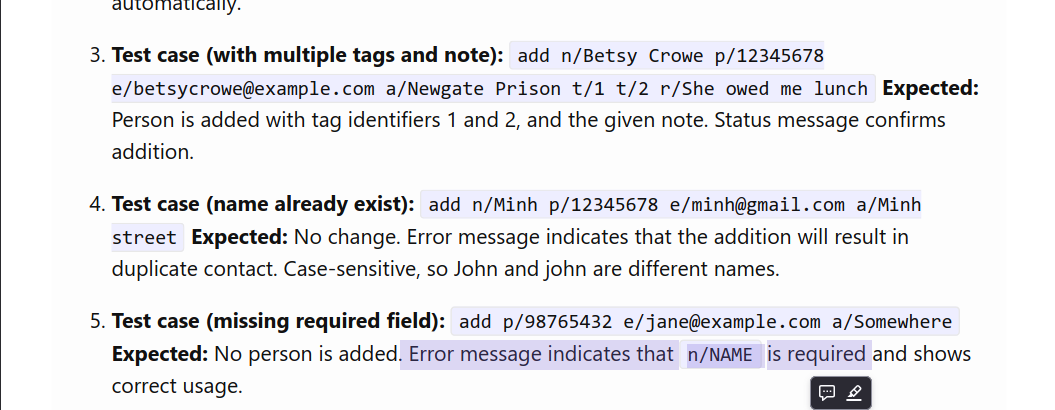 automatically.
3. Test case (with multiple tags and note): add n/Betsy Crowe p/12345678
e/betsycrowe@example.com a/Newgate Prison t/1 t/2 r/She owed me lunch Expected:
Person is added with tag identifiers 1 and 2, and the given note. Status message confirms
addition.
4. Test case (name already exist): add n/Minh p/12345678 e/minh@gmail.com a/Minh
street Expected: No change. Error message indicates that the addition will result in
duplicate contact. Case-sensitive, so John and john are different names.
5. Test case (missing required field): add p/98765432 e/jane@example.com a/Somewhere
Expected: No person is added. Error message indicates that n/NAME is required and shows
correct usage.